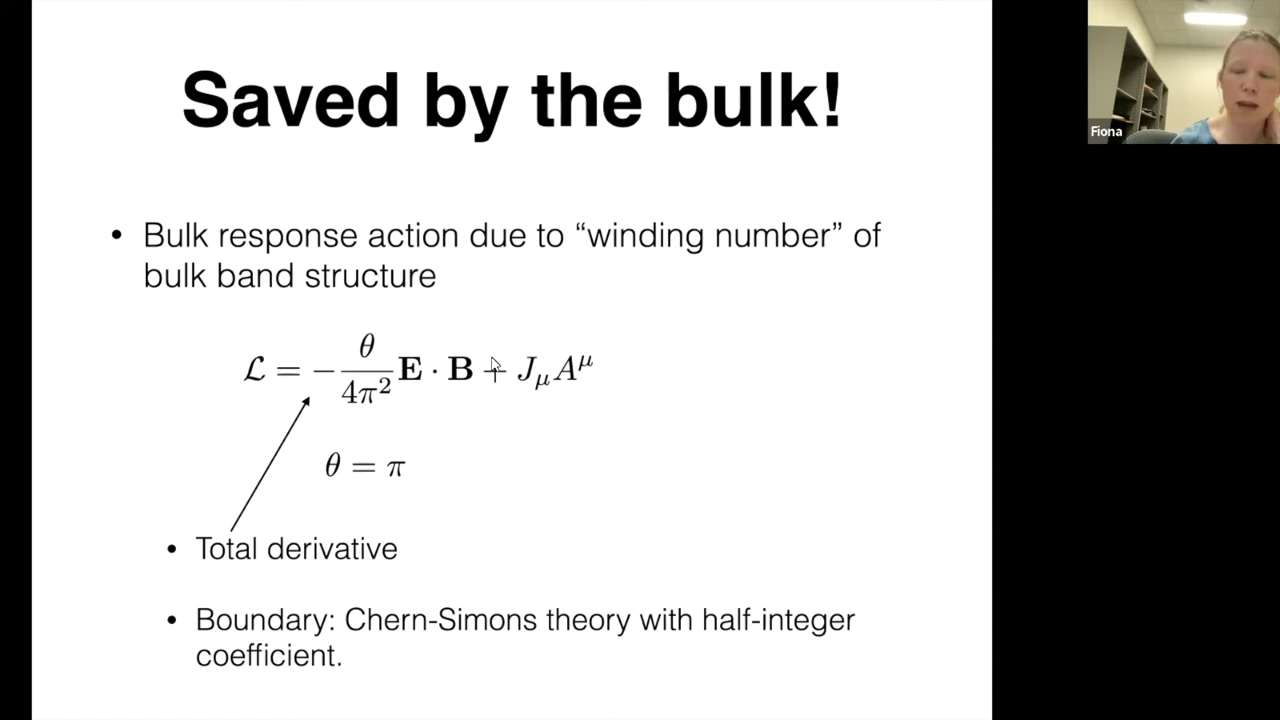 Saved by the bulk!
Fiona
• Bulk response action due to “winding number” of
bulk band structure
ℒ = −θ/4π² E · B + J_μ A^μ
θ = π
• Total derivative
• Boundary: Chern-Simons theory with half-integer
coefficient.